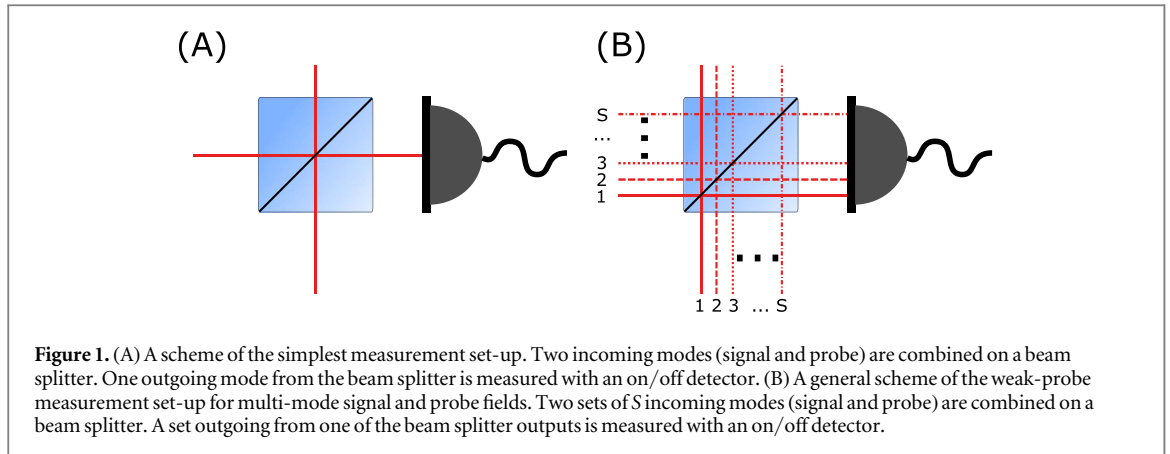 (A)
(B)
S
...
3
2
1
1 2 3 ... S
Figure 1. (A) A scheme of the simplest measurement set-up. Two incoming modes (signal and probe) are combined on a beam
splitter. One outgoing mode from the beam splitter is measured with an on/off detector. (B) A general scheme of the weak-probe
measurement set-up for multi-mode signal and probe fields. Two sets of S incoming modes (signal and probe) are combined on a
beam splitter. A set outgoing from one of the beam splitter outputs is measured with an on/off detector.